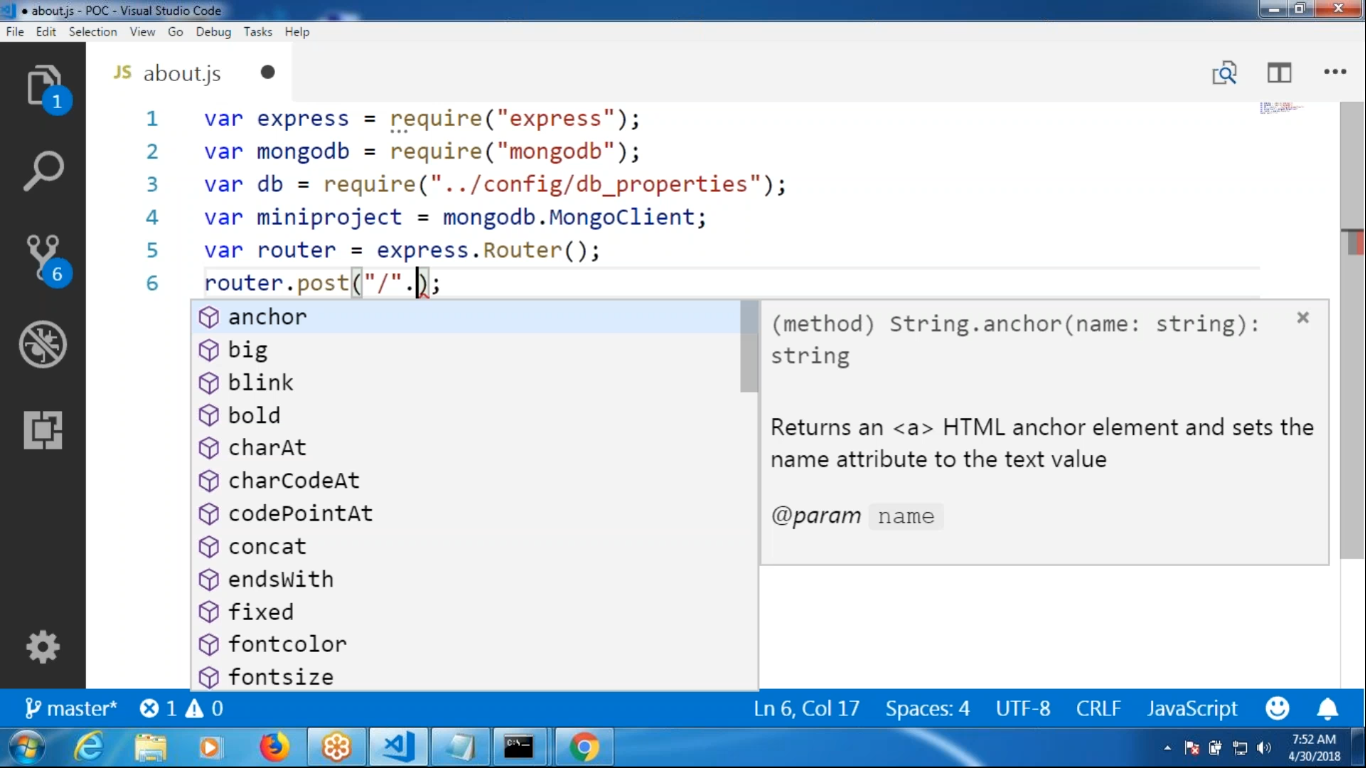 ● about.js - POC - Visual Studio Code
File Edit Selection View Go Debug Tasks Help
JS about.js ●
1
1 var express = require("express");
2 var mongodb = require("mongodb");
3 var db = require("../config/db_properties");
4 var miniproject = mongodb.MongoClient;
5 var router = express.Router();
6 router.post("/".);
6
anchor
big
blink
bold
charAt
charCodeAt
codePointAt
concat
endsWith
fixed
fontcolor
fontsize
(method) String.anchor(name: string):
string
Returns an <a> HTML anchor element and sets the
name attribute to the text value
@param name
master* 1 0 Ln 6, Col 17 Spaces: 4 UTF-8 CRLF JavaScript
7:52 AM
4/30/2018